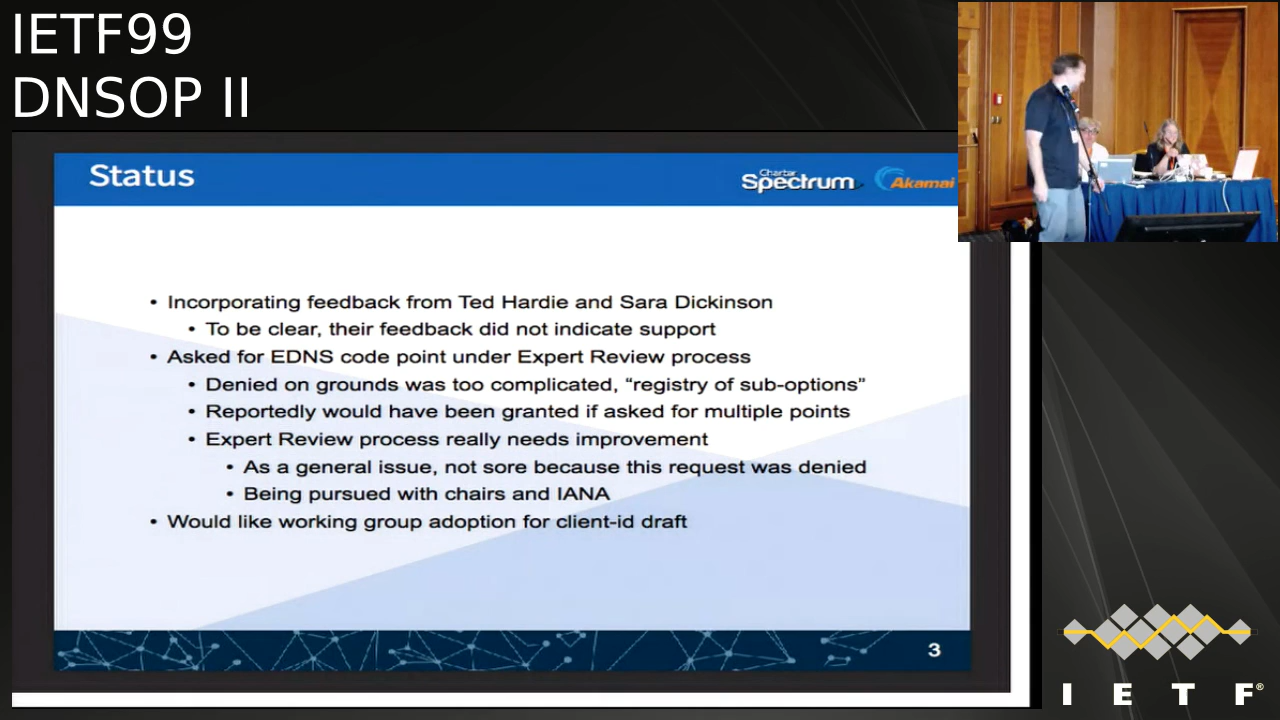 IETF99
DNSOP II
Status
Charter
Spectrum
Akamai
• Incorporating feedback from Ted Hardie and Sara Dickinson
• To be clear, their feedback did not indicate support
• Asked for EDNS code point under Expert Review process
• Denied on grounds was too complicated, “registry of sub-options”
• Reportedly would have been granted if asked for multiple points
• Expert Review process really needs improvement
• As a general issue, not sore because this request was denied
• Being pursued with chairs and IANA
• Would like working group adoption for client-id draft
3
I E T F®